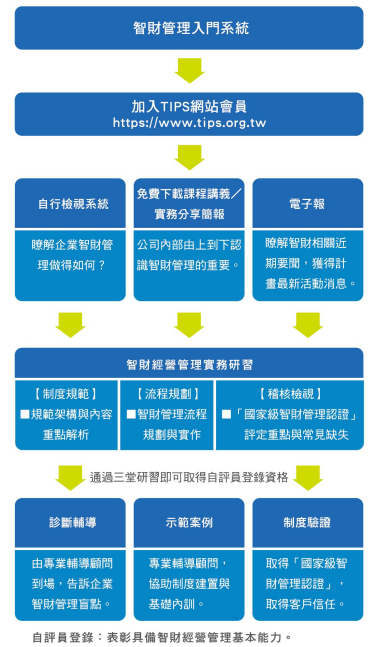 智財管理入門系統
加入TIPS網站會員
https://www.tips.org.tw
自行檢視系統
瞭解企業智財管
理做得如何？
免費下載課程講義／
實務分享簡報
公司內部由上到下認
識智財管理的重要。
電子報
瞭解智財相關近
期要聞，獲得計
畫最新活動消息。
智財經營管理實務研習
【制度規範】
■規範架構與內容
重點解析
【流程規劃】
■智財管理流程
規劃與實作
【稽核檢視】
■「國家級智財管理認證」
評定重點與常見缺失
通過三堂研習即可取得自評員登錄資格
診斷輔導
由專業輔導顧問
到場，告訴企業
智財管理盲點。
示範案例
專業輔導顧問，
協助制度建置與
基礎內訓。
制度驗證
取得「國家級智
財管理認證」，
取得客戶信任。
自評員登錄：表彰具備智財經營管理基本能力。